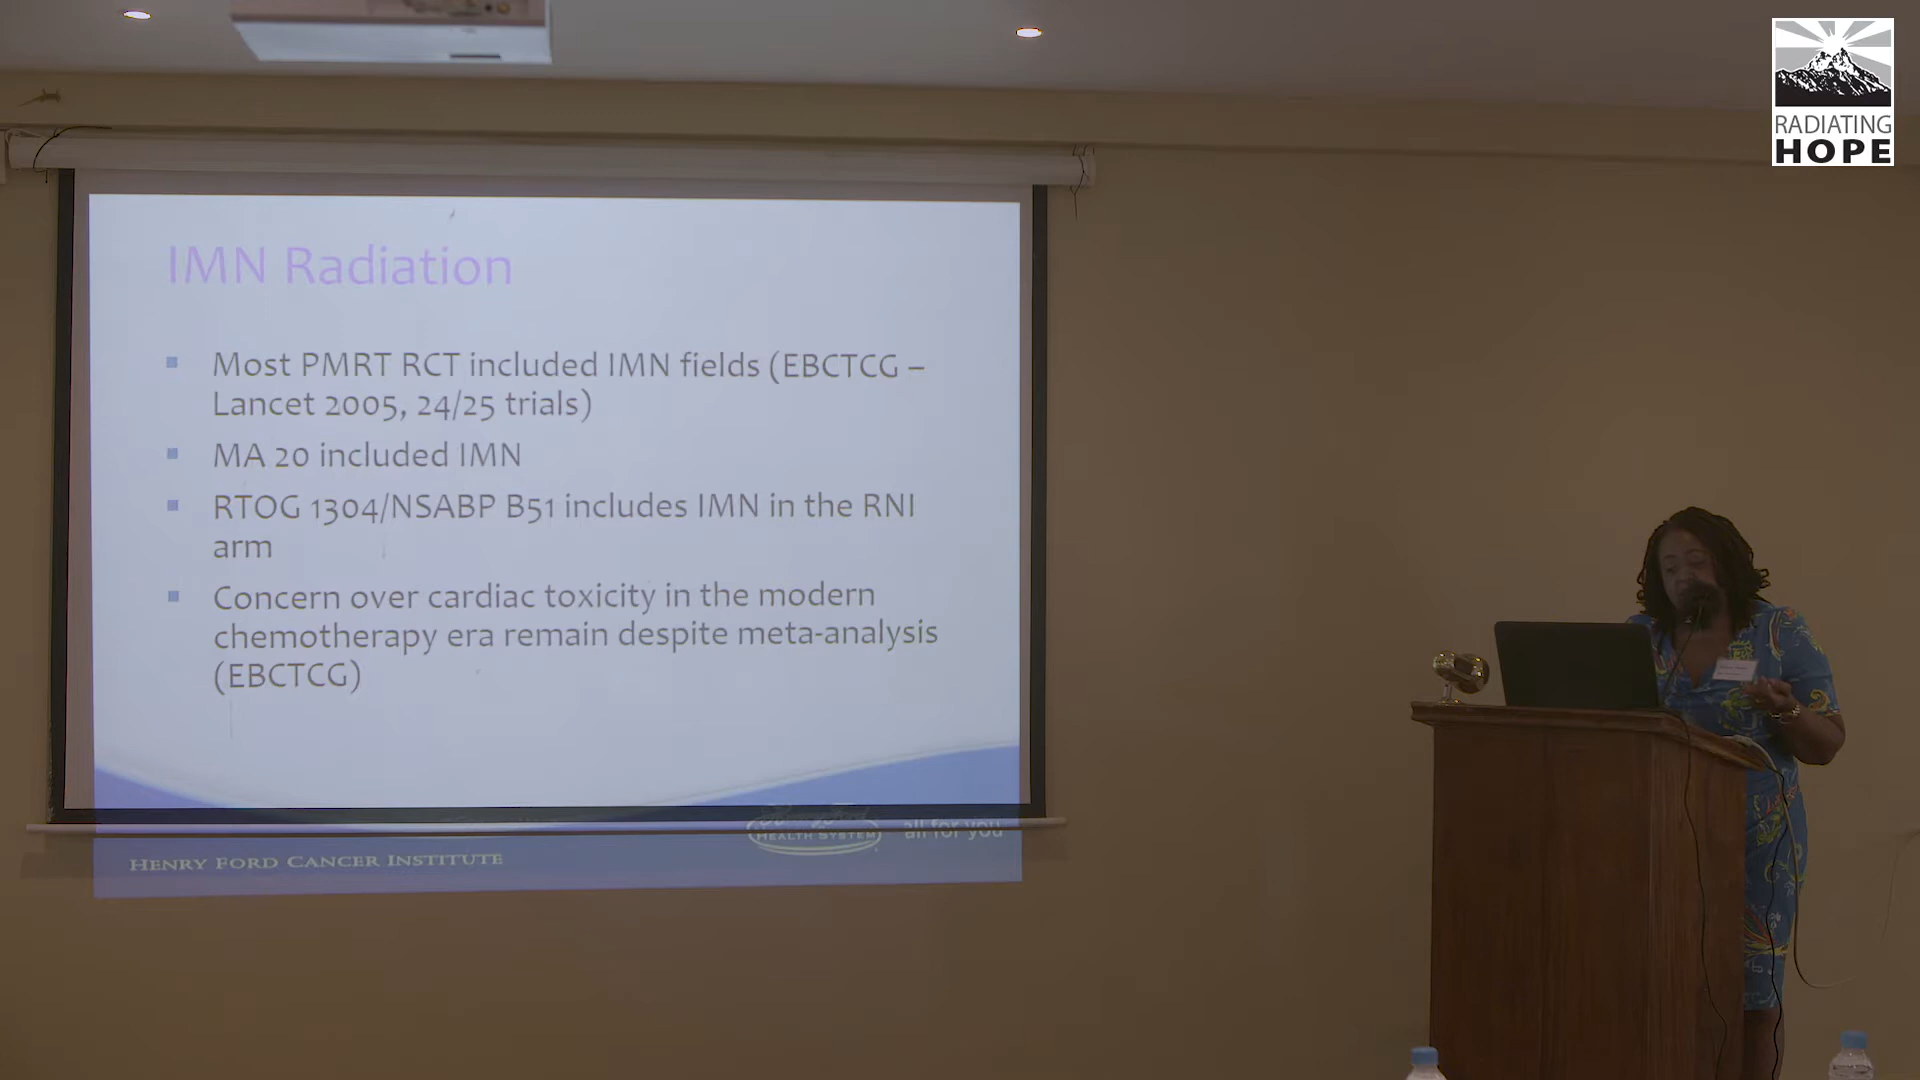 RADIATING
HOPE
IMN Radiation
Most PMRT RCT included IMN fields (EBCTCG –
Lancet 2005, 24/25 trials)
MA 20 included IMN
RTOG 1304/NSABP B51 includes IMN in the RNI
arm
Concern over cardiac toxicity in the modern
chemotherapy era remain despite meta-analysis
(EBCTCG)
HEALTH SYSTEM
all for you
HENRY FORD CANCER INSTITUTE